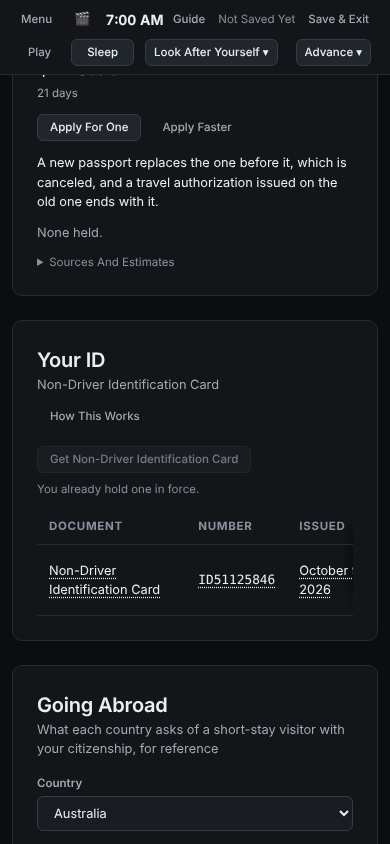 Menu 🎬 7:00 AM Guide Not Saved Yet Save & Exit
Play Sleep Look After Yourself ▾ Advance ▾
21 days
Apply For One Apply Faster
A new passport replaces the one before it, which is
canceled, and a travel authorization issued on the
old one ends with it.
None held.
▶ Sources And Estimates
Your ID
Non-Driver Identification Card
How This Works
Get Non-Driver Identification Card
You already hold one in force.
DOCUMENT NUMBER ISSUED
Non-Driver
Identification Card
ID51125846
October
2026
Going Abroad
What each country asks of a short-stay visitor with
your citizenship, for reference
Country
Australia